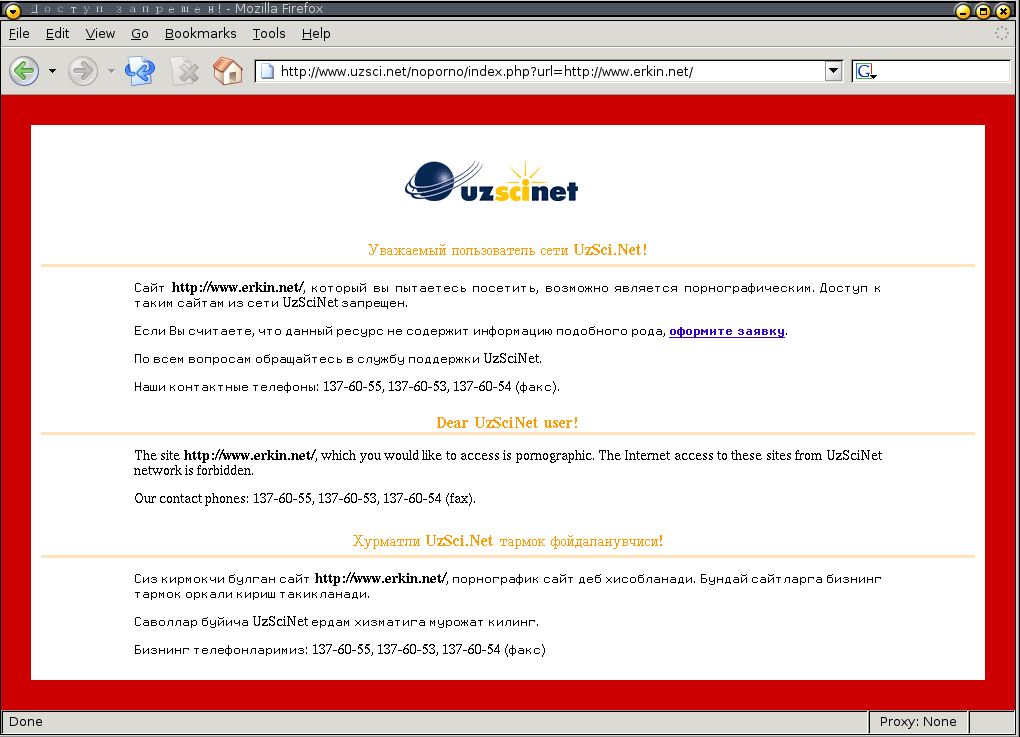 Доступ запрещен! - Mozilla Firefox
File Edit View Go Bookmarks Tools Help
http://www.uzsci.net/noporno/index.php?url=http://www.erkin.net/
G
uzscinet
Уважаемый пользователь сети UzSci.Net!
Сайт http://www.erkin.net/, который вы пытаетесь посетить, возможно является порнографическим. Доступ к
таким сайтам из сети UzSciNet запрещен.
Если Вы считаете, что данный ресурс не содержит информацию подобного рода, оформите заявку.
По всем вопросам обращайтесь в службу поддержки UzSciNet.
Наши контактные телефоны: 137-60-55, 137-60-53, 137-60-54 (факс).
Dear UzSciNet user!
The site http://www.erkin.net/, which you would like to access is pornographic. The Internet access to these sites from UzSciNet
network is forbidden.
Our contact phones: 137-60-55, 137-60-53, 137-60-54 (fax).
Хурматли UzSci.Net тармок фойдаланувчиси!
Сиз кирмокчи булган сайт http://www.erkin.net/, порнографик сайт деб хисобланади. Бундай сайтларга бизнинг
тармок оркали кириш такикланади.
Саволлар буйича UzSciNet ердам хизматига мурожат килинг.
Бизнинг телефонларимиз: 137-60-55, 137-60-53, 137-60-54 (факс)
Done Proxy: None